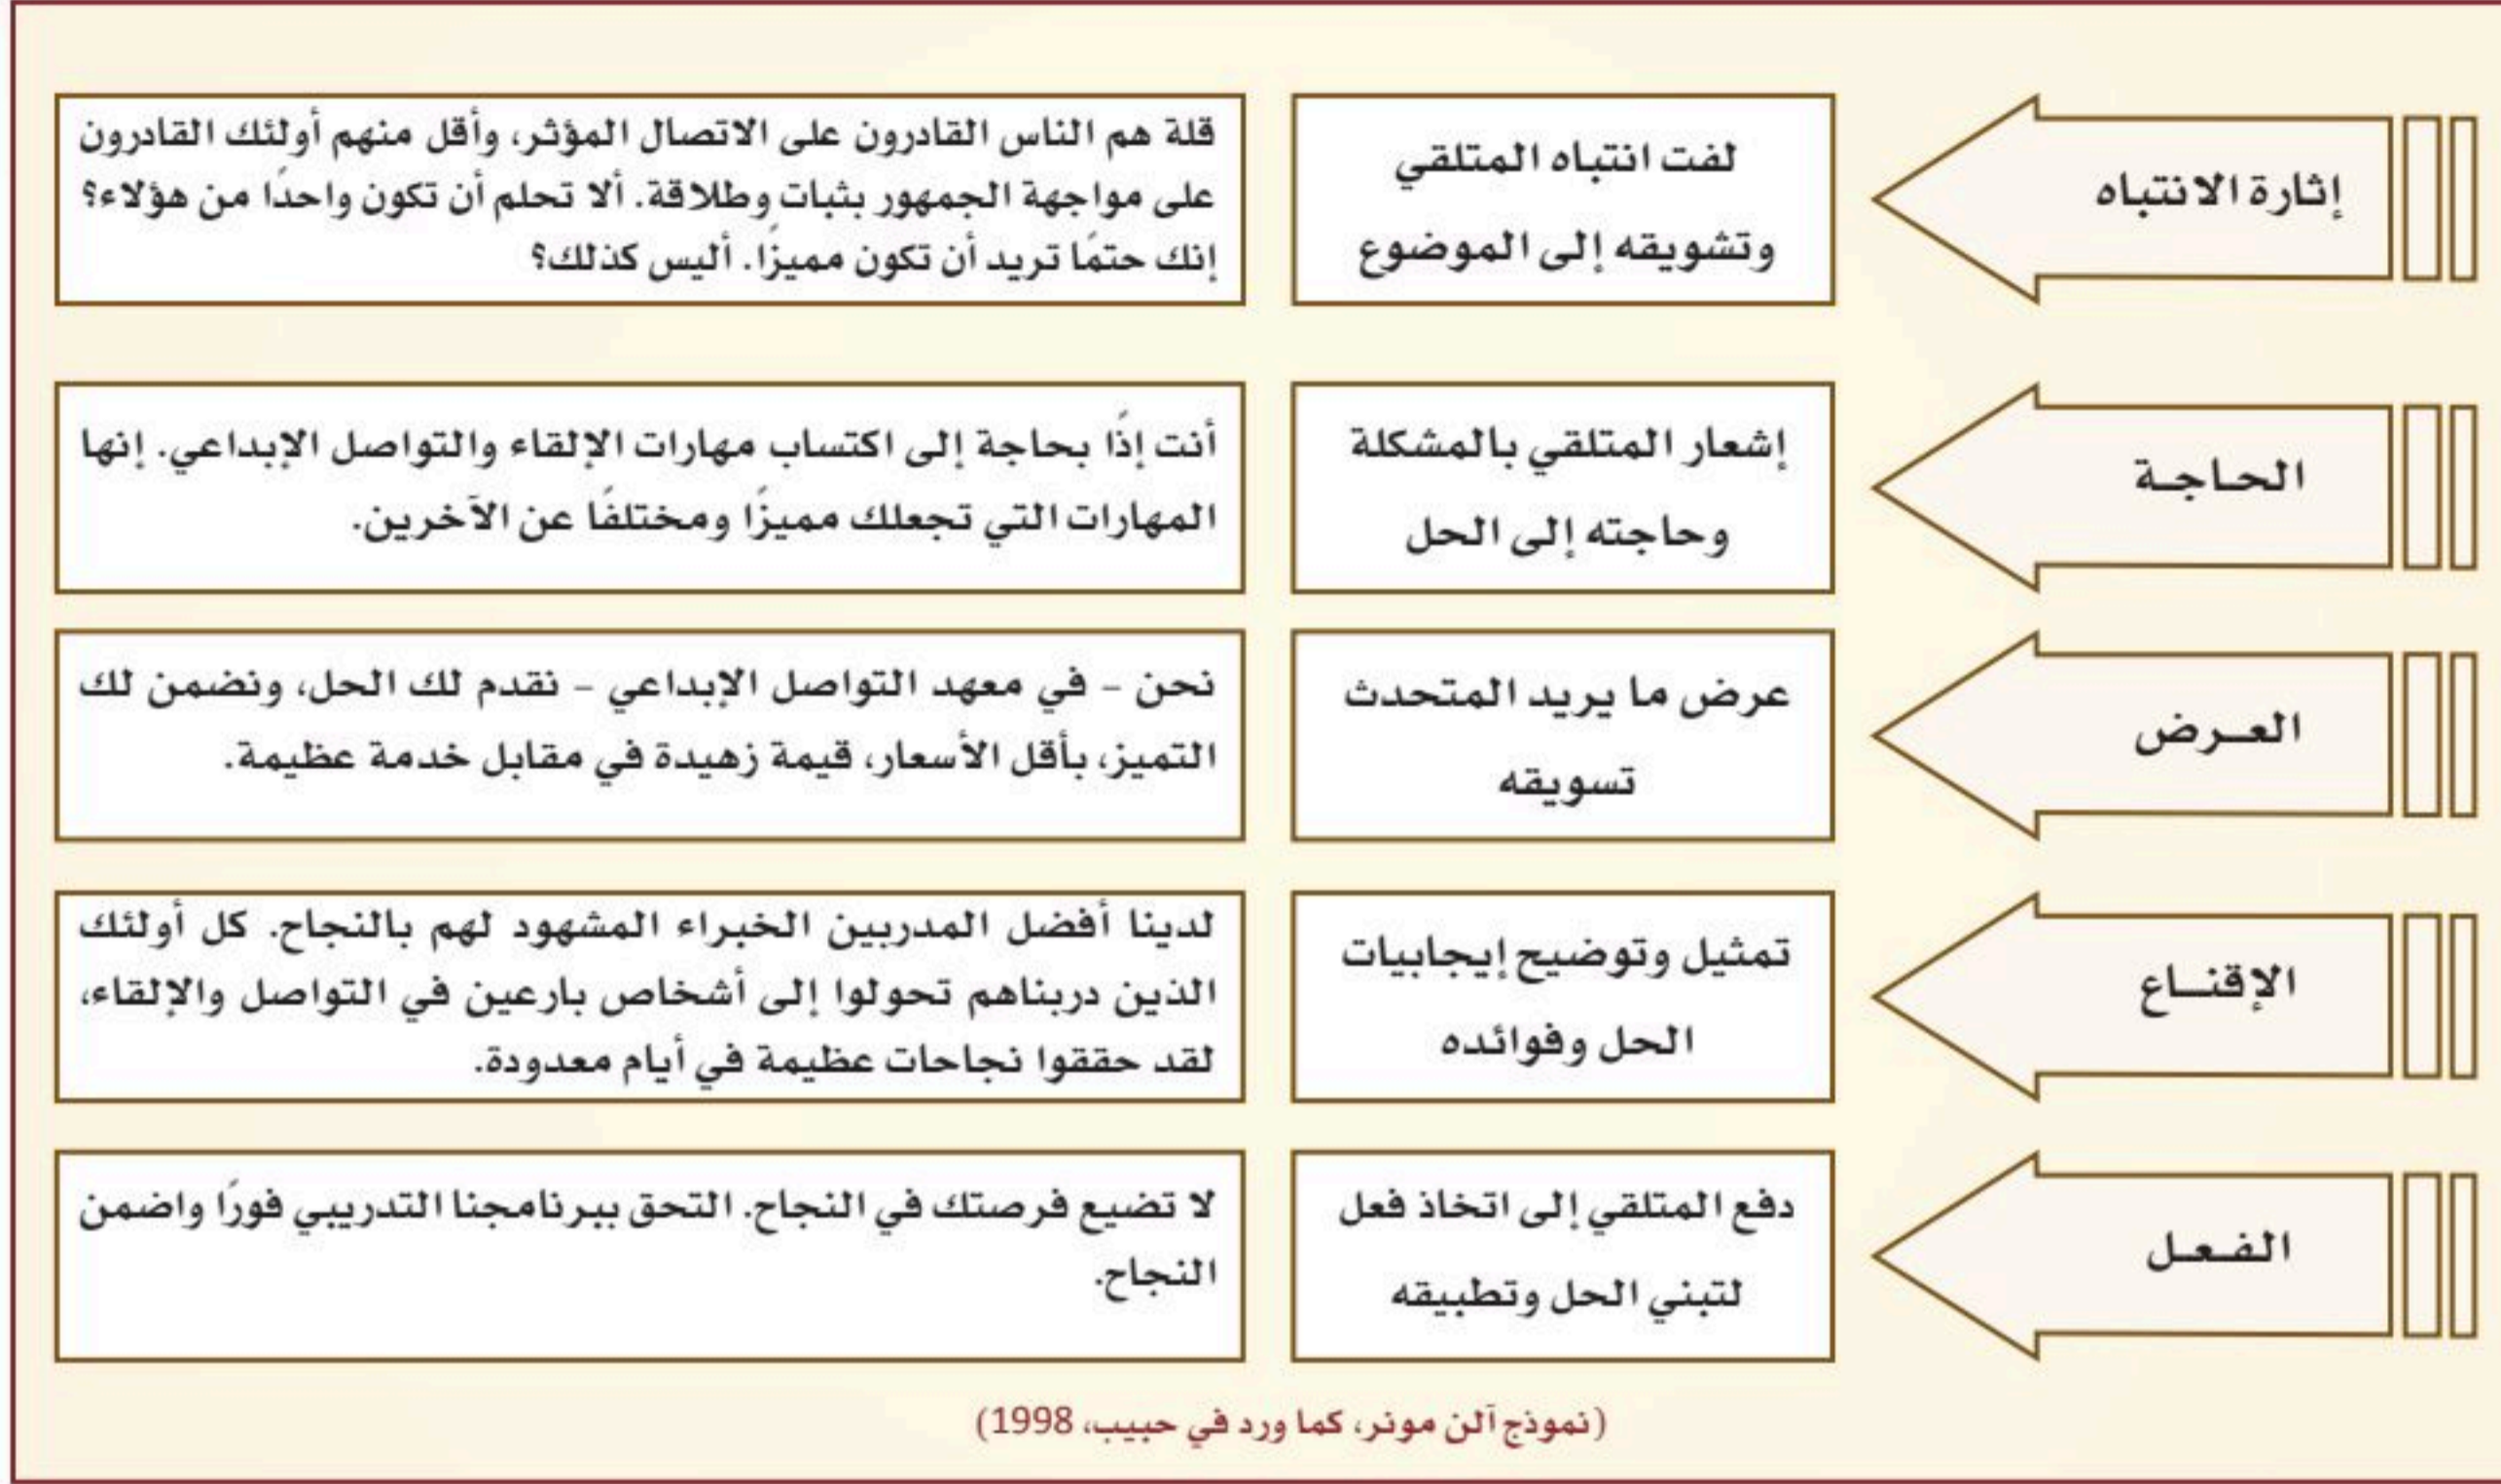 إثارة الانتباه
لفت انتباه المتلقي
وتشويقه إلى الموضوع
قلة هم الناس القادرون على الاتصال المؤثر، وأقل منهم أولئك القادرون
على مواجهة الجمهور بثبات وطلاقة. ألا تحلم أن تكون واحدًا من هؤلاء؟
إنك حتمًا تريد أن تكون مميزًا. أليس كذلك؟
الحـاجـة
إشعار المتلقي بالمشكلة
وحاجته إلى الحل
أنت إذًا بحاجة إلى اكتساب مهارات الإلقاء والتواصل الإبداعي. إنها
المهارات التي تجعلك مميزًا ومختلفًا عن الآخرين.
العـرض
عرض ما يريد المتحدث
تسويقه
نحن – في معهد التواصل الإبداعي – نقدم لك الحل، ونضمن لك
التميز، بأقل الأسعار، قيمة زهيدة في مقابل خدمة عظيمة.
الإقنـاع
تمثيل وتوضيح إيجابيات
الحل وفوائده
لدينا أفضل المدربين الخبراء المشهود لهم بالنجاح. كل أولئك
الذين دربناهم تحولوا إلى أشخاص بارعين في التواصل والإلقاء،
لقد حققوا نجاحات عظيمة في أيام معدودة.
الفـعـل
دفع المتلقي إلى اتخاذ فعل
لتبني الحل وتطبيقه
لا تضيع فرصتك في النجاح. التحق ببرنامجنا التدريبي فورًا واضمن
النجاح.
(نموذج آلن مونر، كما ورد في حبيب، 1998)